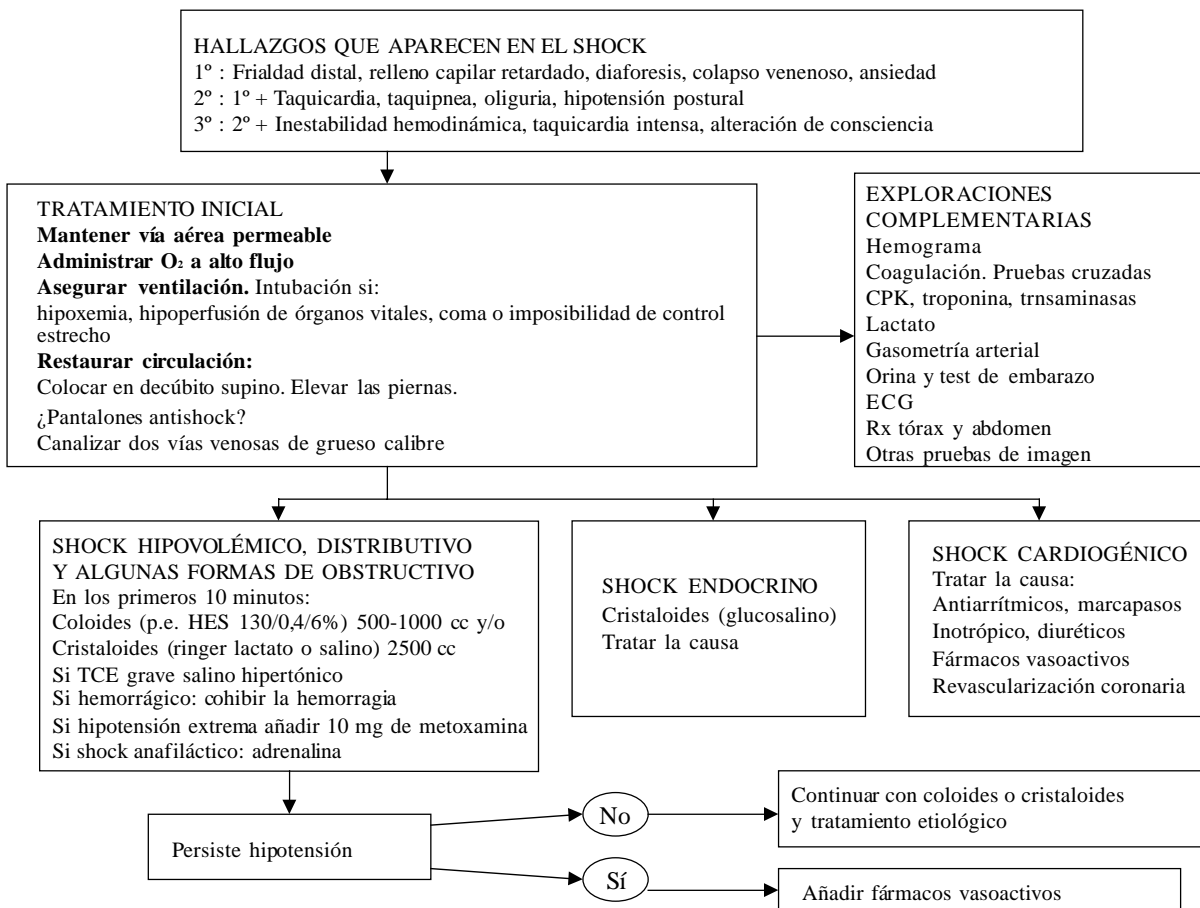 HALLAZGOS QUE APARECEN EN EL SHOCK
1º : Frialdad distal, relleno capilar retardado, diaforesis, colapso venenoso, ansiedad
2º : 1º + Taquicardia, taquipnea, oliguria, hipotensión postural
3º : 2º + Inestabilidad hemodinámica, taquicardia intensa, alteración de consciencia
TRATAMIENTO INICIAL
Mantener vía aérea permeable
Administrar O₂ a alto flujo
Asegurar ventilación. Intubación si:
hipoxemia, hipoperfusión de órganos vitales, coma o imposibilidad de control
estrecho
Restaurar circulación:
Colocar en decúbito supino. Elevar las piernas.
¿Pantalones antishock?
Canalizar dos vías venosas de grueso calibre
EXPLORACIONES
COMPLEMENTARIAS
Hemograma
Coagulación. Pruebas cruzadas
CPK, troponina, trnsaminasas
Lactato
Gasometría arterial
Orina y test de embarazo
ECG
Rx tórax y abdomen
Otras pruebas de imagen
SHOCK HIPOVOLÉMICO, DISTRIBUTIVO
Y ALGUNAS FORMAS DE OBSTRUCTIVO
En los primeros 10 minutos:
Coloides (p.e. HES 130/0,4/6%) 500-1000 cc y/o
Cristaloides (ringer lactato o salino) 2500 cc
Si TCE grave salino hipertónico
Si hemorrágico: cohibir la hemorragia
Si hipotensión extrema añadir 10 mg de metoxamina
Si shock anafiláctico: adrenalina
SHOCK ENDOCRINO
Cristaloides (glucosalino)
Tratar la causa
SHOCK CARDIOGÉNICO
Tratar la causa:
Antiarrítmicos, marcapasos
Inotrópico, diuréticos
Fármacos vasoactivos
Revascularización coronaria
Persiste hipotensión
No
Continuar con coloides o cristaloides
y tratamiento etiológico
Sí
Añadir fármacos vasoactivos